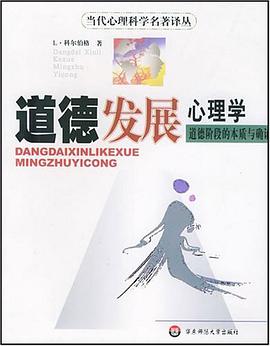 当代心理科学名著译丛
Dangdai Xinli
Kexue
Mingzhu
Yicong
L·科尔伯格 著
道德发展
心理学
道德阶段的本质与确证
DANGDAIXINLIKEXUE
MINGZHUYICONG
华东师范大学出版社